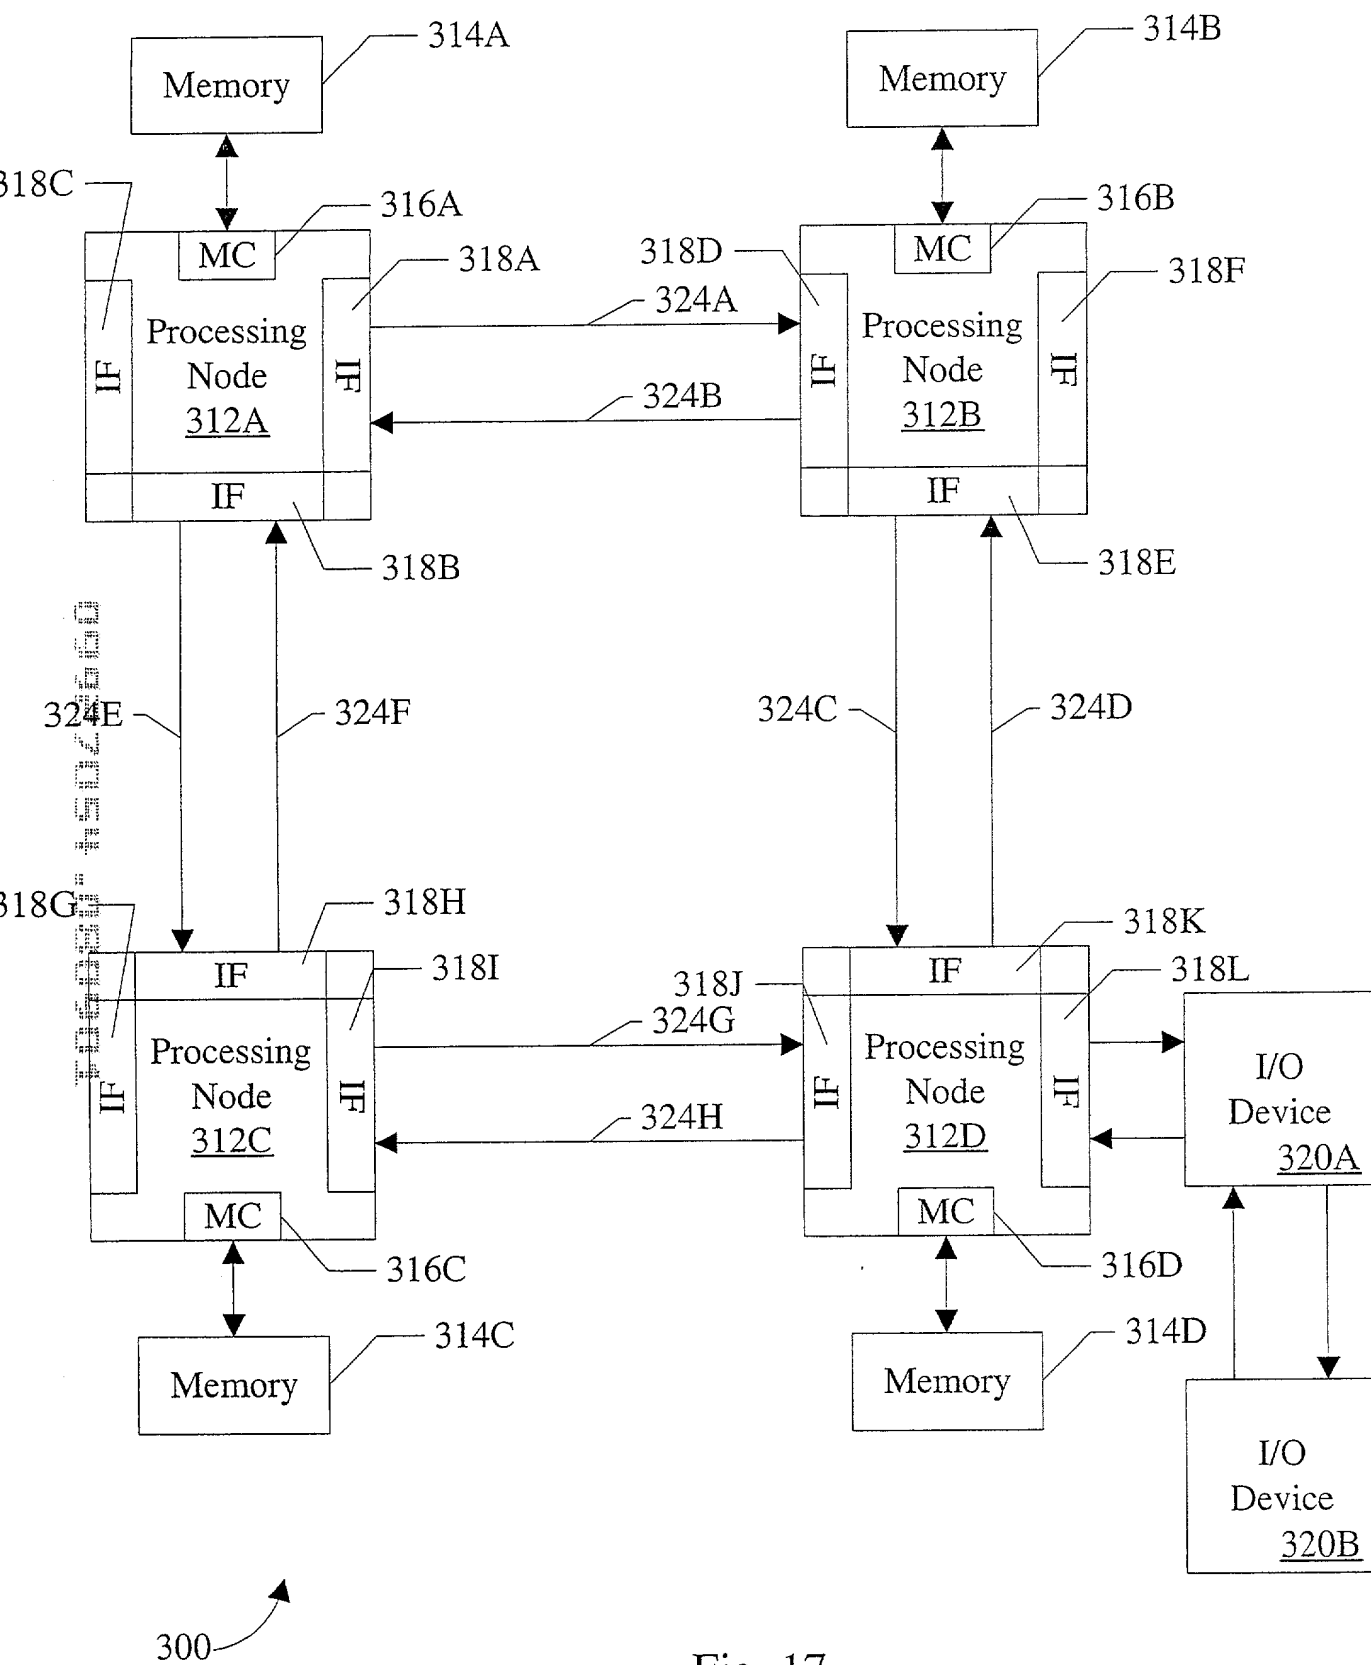 314A
Memory
314B
Memory
318C
316A
MC
318A
316B
MC
318D
318F
324A
Processing
Node
312A
IF
IF
Processing
Node
312B
IF
IF
324B
IF
318B
IF
318E
324E
324F
324C
324D
318G
318H
IF
318I
318K
IF
318L
318J
324G
Processing
Node
312C
IF
IF
Processing
Node
312D
IF
IF
I/O
Device
320A
324H
MC
316C
MC
316D
Memory
314C
Memory
314D
I/O
Device
320B
300
Fig. 17